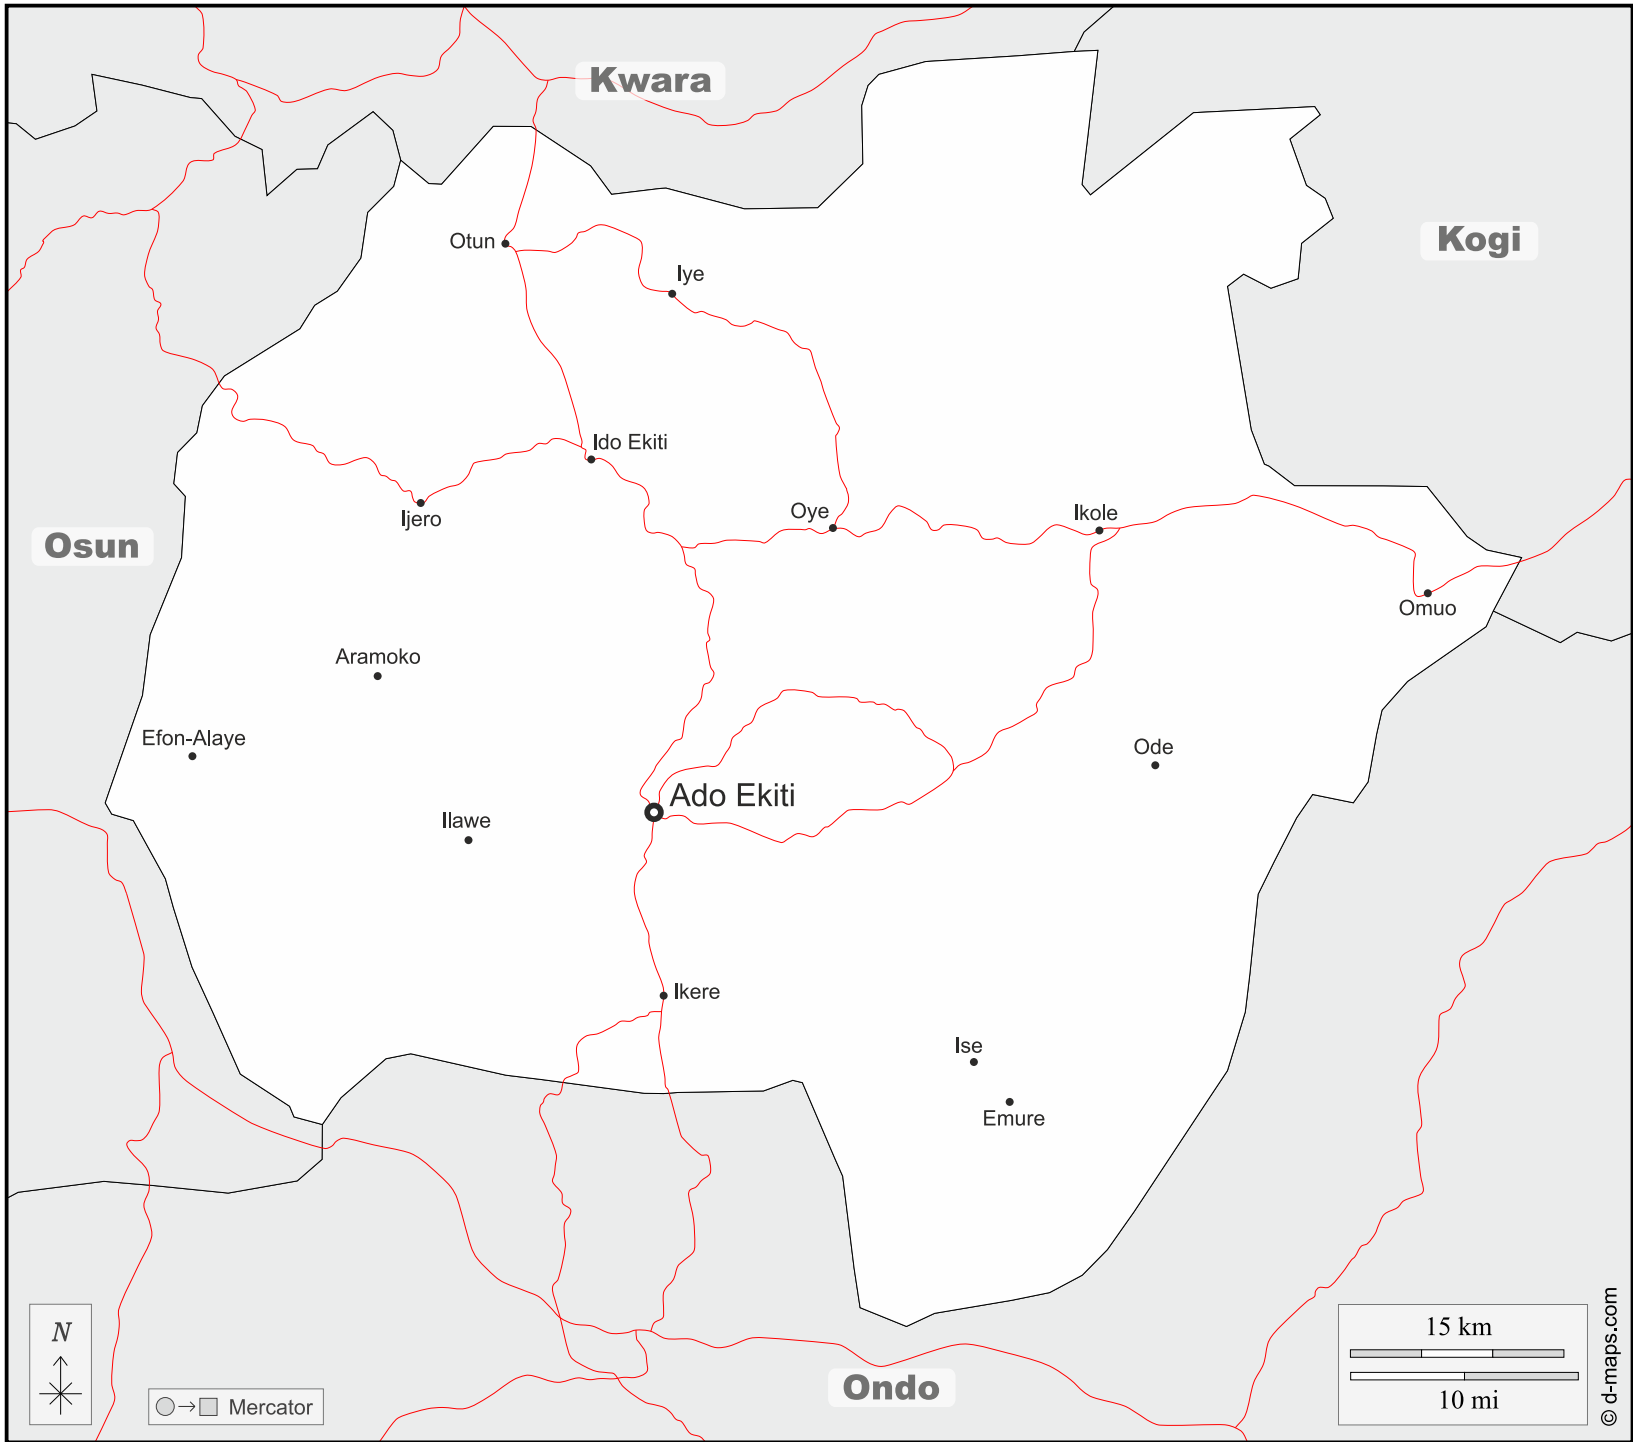 Kwara
Kogi
Otun
Iye
Ido Ekiti
Ijero
Oye
Ikole
Osun
Omuo
Aramoko
Efon-Alaye
Ode
Ado Ekiti
Ilawe
Ikere
Ise
Emure
N
Mercator
Ondo
15 km
10 mi
© d-maps.com